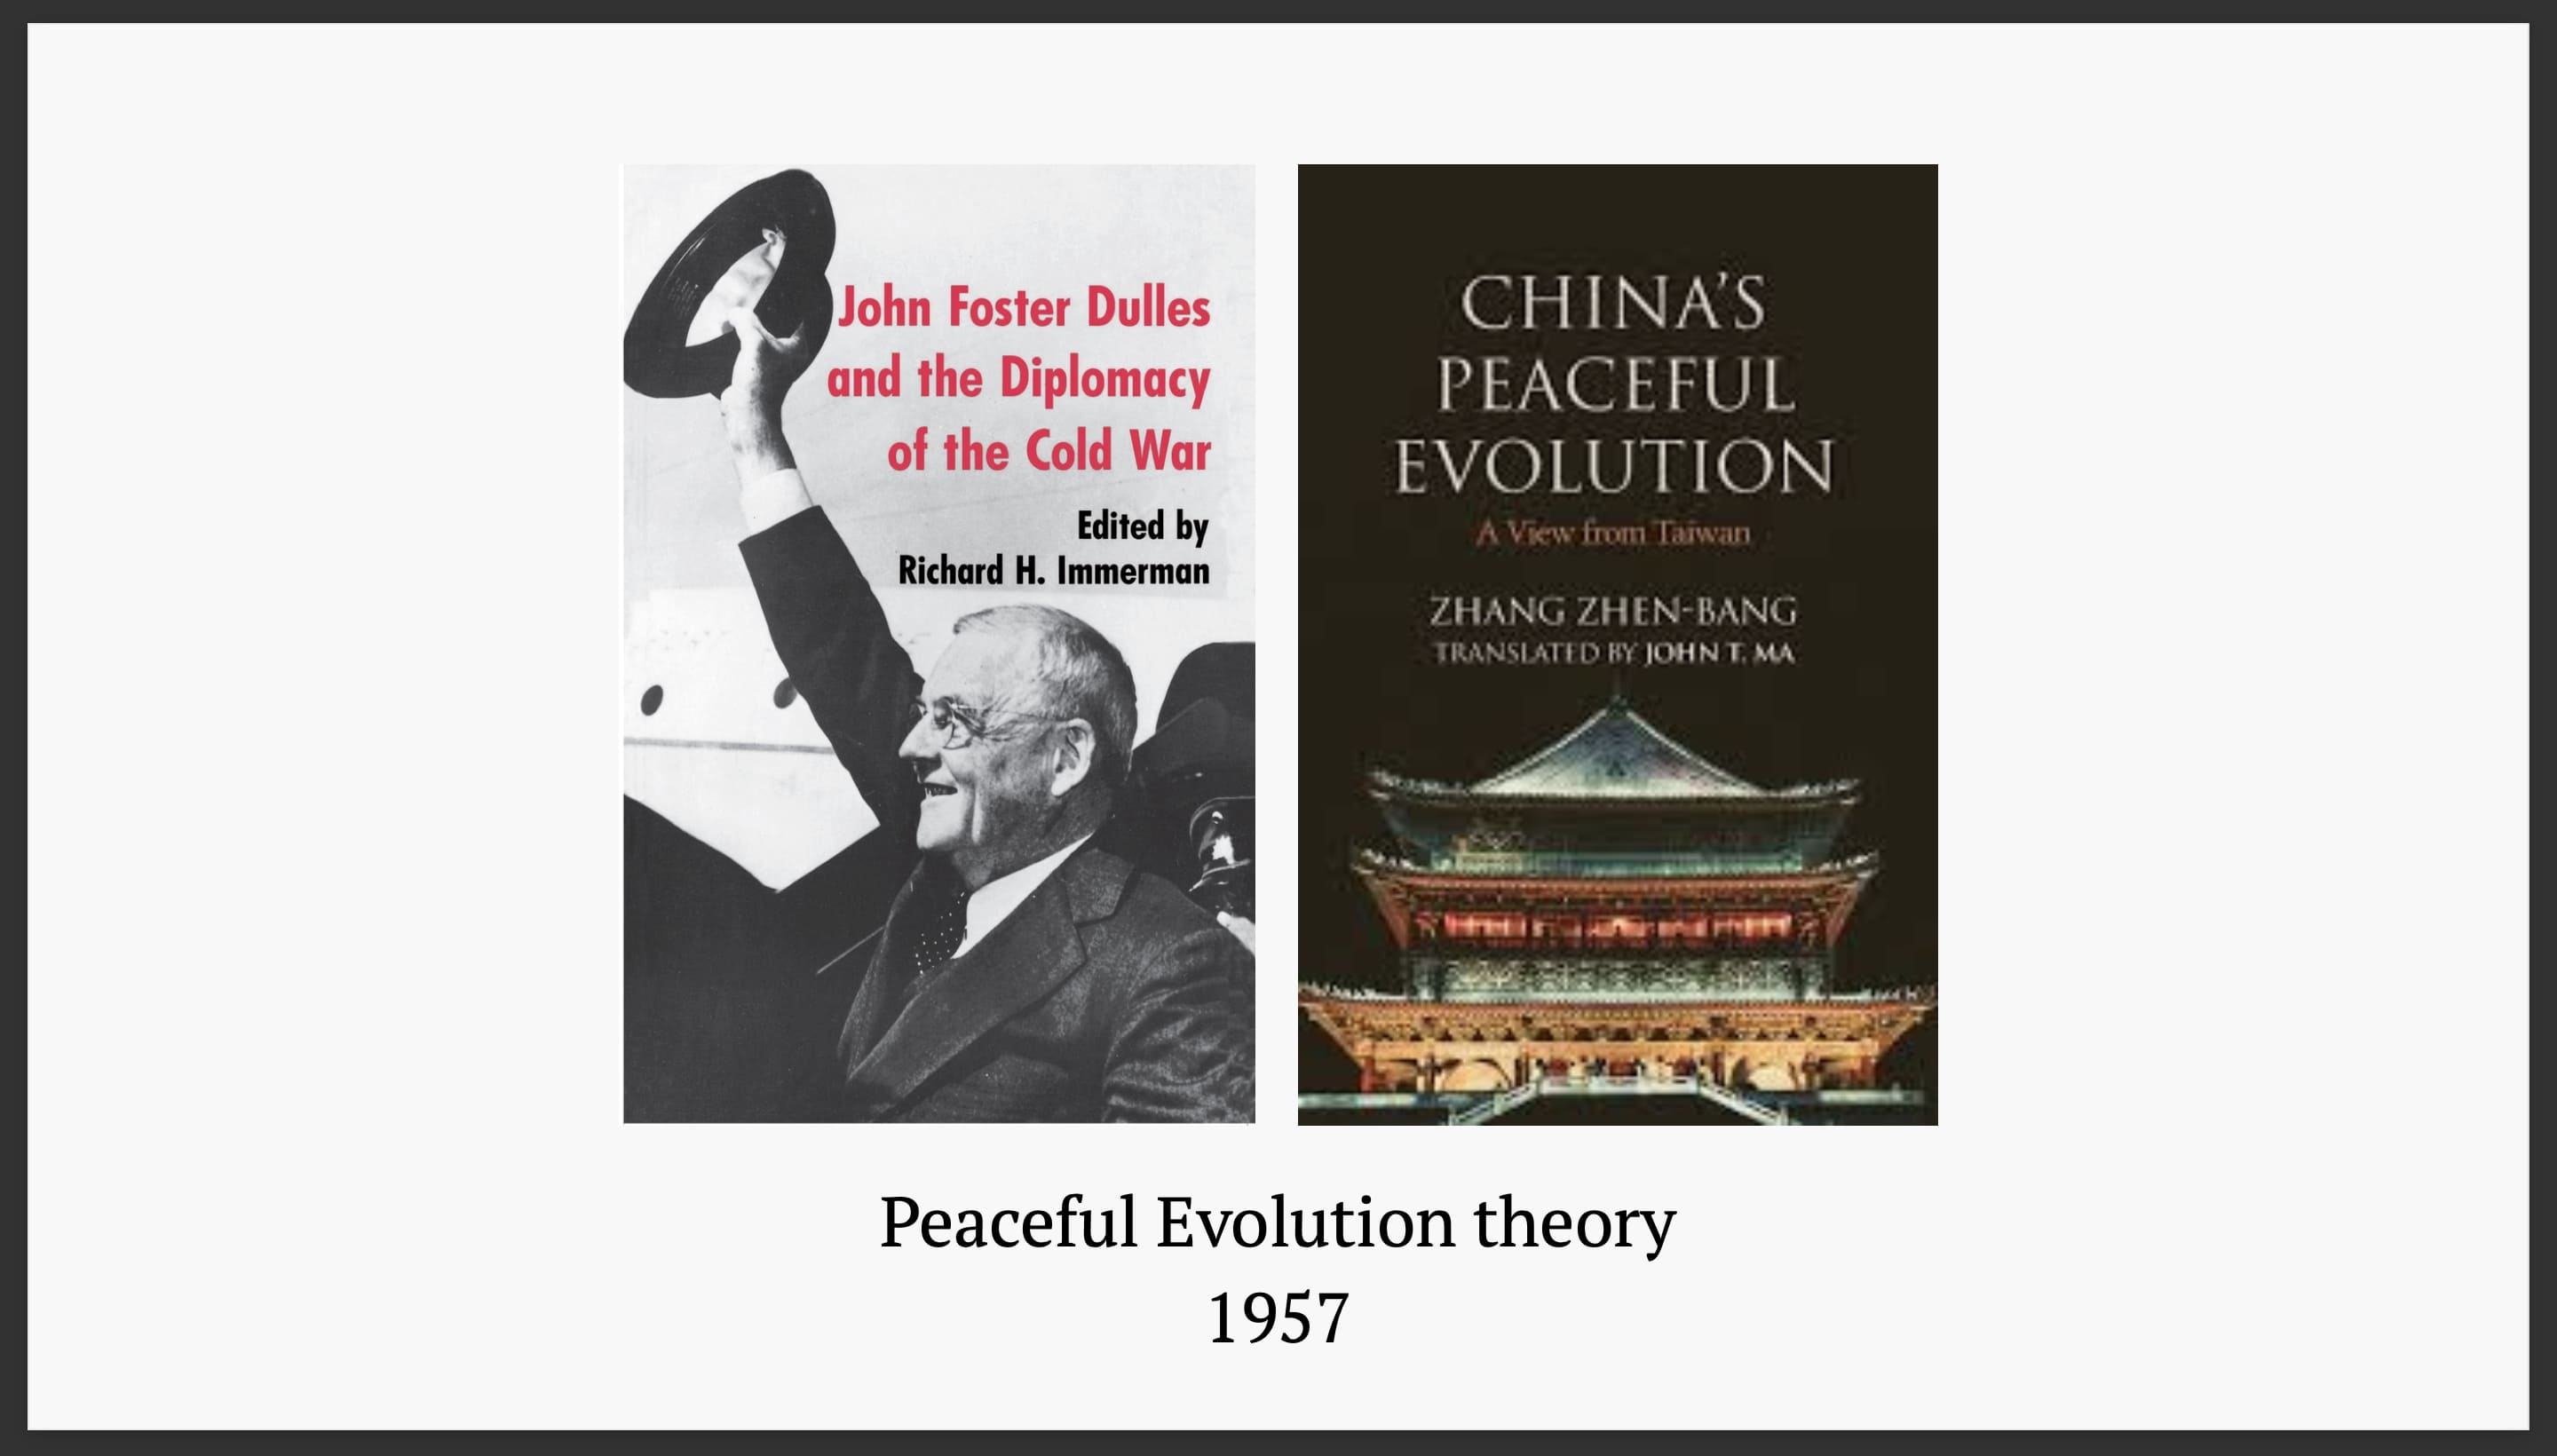 John Foster Dulles
and the Diplomacy
of the Cold War
Edited by
Richard H. Immerman
CHINA'S
PEACEFUL
EVOLUTION
A View from Taiwan
ZHANG ZHEN-BANG
TRANSLATED BY JOHN T. MA
Peaceful Evolution theory
1957